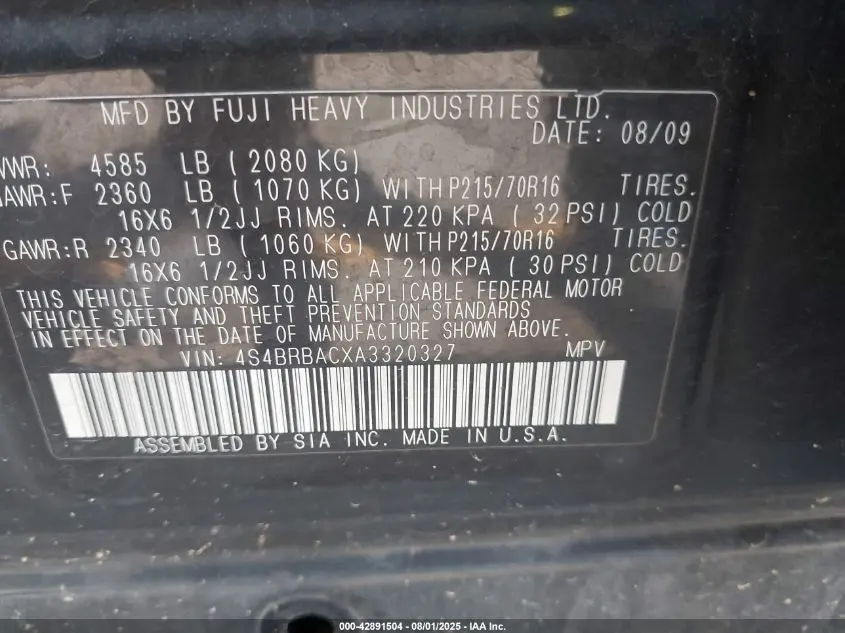 MFD BY FUJI HEAVY INDUSTRIES LTD.
DATE: 08/09
VWR: 4585 LB ( 2080 KG)
AWR:F 2360 LB ( 1070 KG) WITH P215/70R16 TIRES.
16X6 1/2JJ RIMS. AT 220 KPA ( 32 PSI) COLD
GAWR:R 2340 LB ( 1060 KG) WITH P215/70R16 TIRES.
16X6 1/2JJ RIMS. AT 210 KPA ( 30 PSI) COLD
THIS VEHICLE CONFORMS TO ALL APPLICABLE FEDERAL MOTOR
VEHICLE SAFETY AND THEFT PREVENTION STANDARDS
IN EFFECT ON THE DATE OF MANUFACTURE SHOWN ABOVE.
VIN: 4S4BRBACXA3320327 MPV
ASSEMBLED BY SIA INC. MADE IN U.S.A.
000-42891504 - 08/01/2025 - IAA Inc.